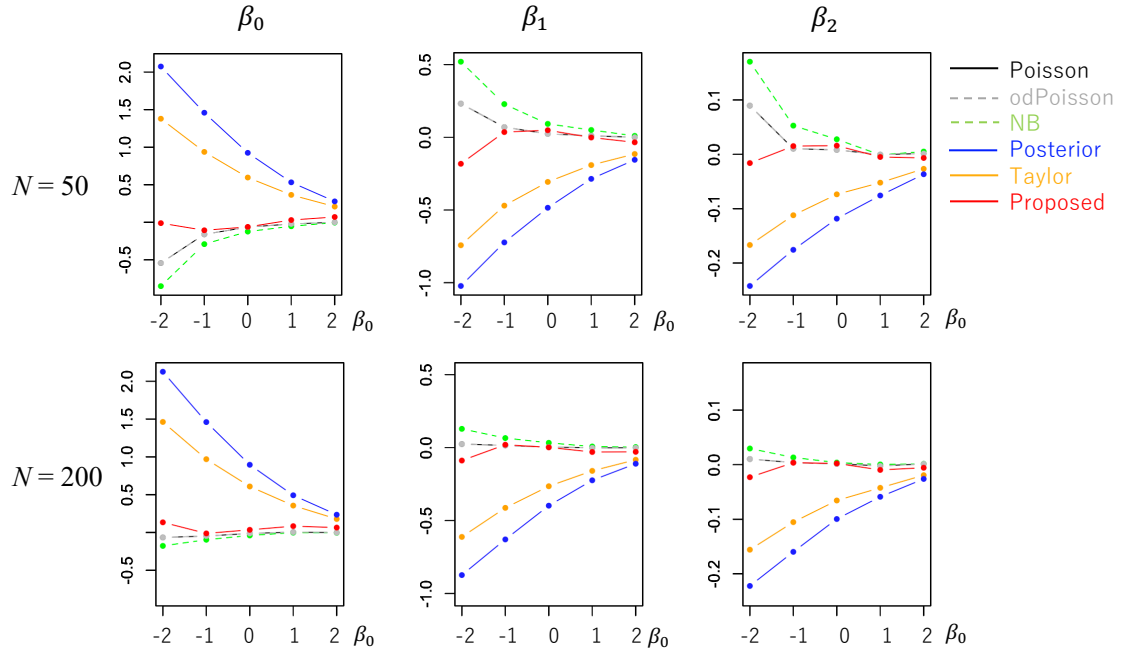 β₀ β₁ β₂
2.0
1.5
1.0
0.5
-0.5
0.5
0.0
-0.5
-1.0
0.1
0.0
-0.1
-0.2
Poisson
odPoisson
NB
Posterior
Taylor
Proposed
N = 50
-2 -1 0 1 2 β₀
-2 -1 0 1 2 β₀
-2 -1 0 1 2 β₀
2.0
1.5
1.0
0.5
-0.5
0.5
0.0
-0.5
-1.0
0.1
0.0
-0.1
-0.2
N = 200
-2 -1 0 1 2 β₀
-2 -1 0 1 2 β₀
-2 -1 0 1 2 β₀